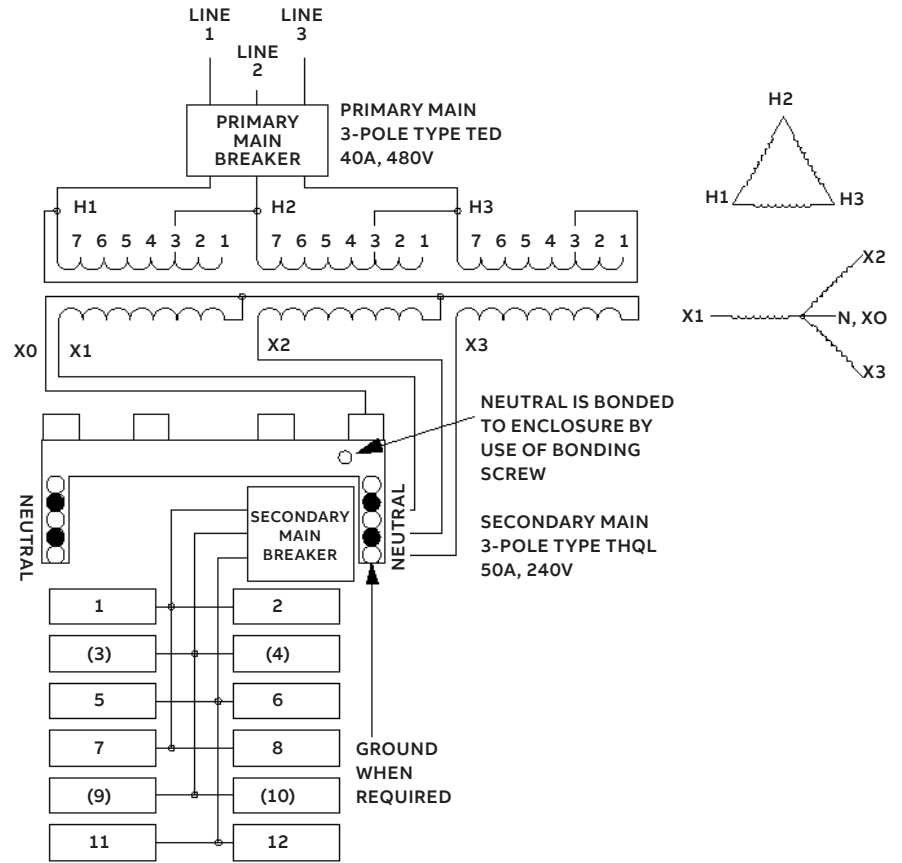 LINE
1
LINE
2
LINE
3
PRIMARY
MAIN
BREAKER
PRIMARY MAIN
3-POLE TYPE TED
40A, 480V
H1
H2
H3
7 6 5 4 3 2 1
7 6 5 4 3 2 1
7 6 5 4 3 2 1
X0
X1
X2
X3
H2
H1
H3
X2
X1
N, XO
X3
NEUTRAL IS BONDED
TO ENCLOSURE BY
USE OF BONDING
SCREW
NEUTRAL
NEUTRAL
SECONDARY
MAIN
BREAKER
SECONDARY MAIN
3-POLE TYPE THQL
50A, 240V
1
2
(3)
(4)
5
6
7
8
(9)
(10)
11
12
GROUND
WHEN
REQUIRED